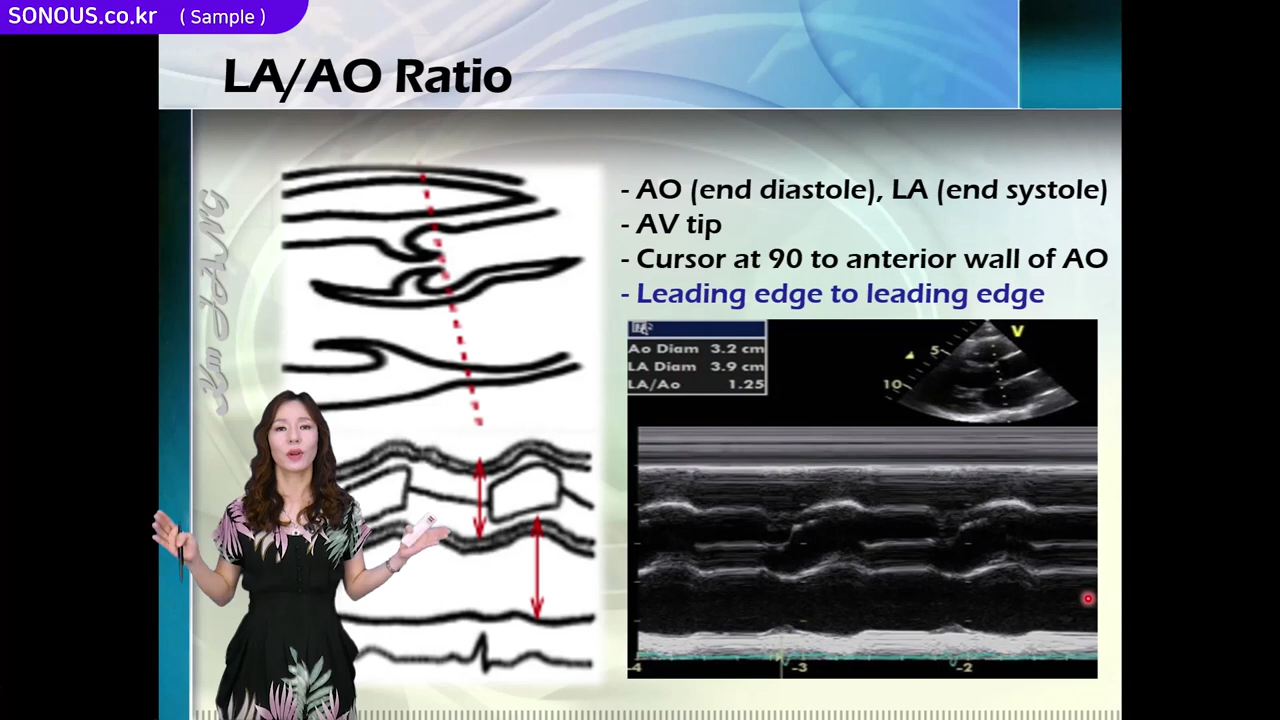 SONOUS.co.kr ( Sample )
LA/AO Ratio
- AO (end diastole), LA (end systole)
- AV tip
- Cursor at 90 to anterior wall of AO
- Leading edge to leading edge
Ao Diam 3.2 cm
LA Diam 3.9 cm
LA/Ao 1.25
V
5
10
-4 -3 -2